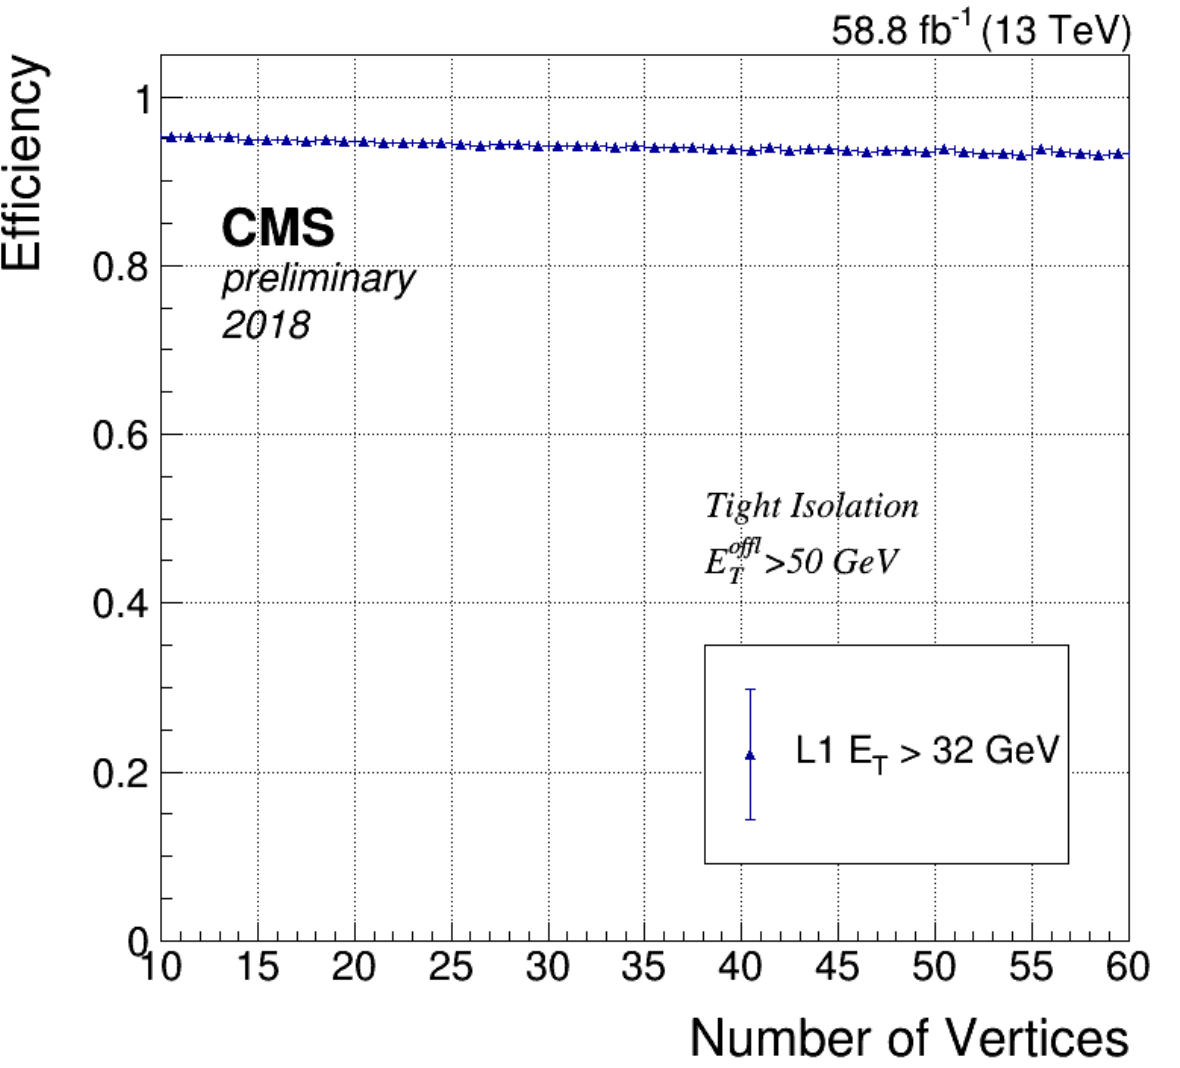 58.8 fb⁻¹ (13 TeV)
Efficiency
1
0.8
0.6
0.4
0.2
0
CMS
preliminary
2018
Tight Isolation
E_T^offl >50 GeV
L1 E_T > 32 GeV
10 15 20 25 30 35 40 45 50 55 60
Number of Vertices